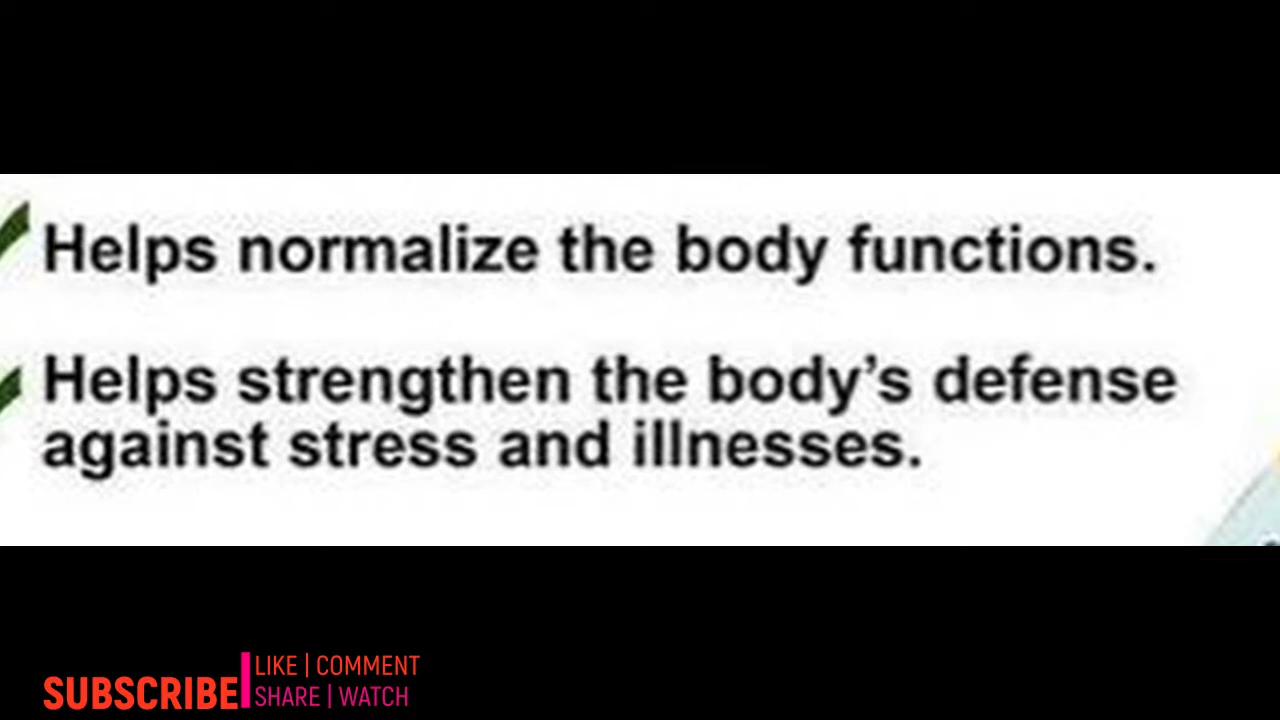 Helps normalize the body functions.
Helps strengthen the body’s defense
against stress and illnesses.
SUBSCRIBE
LIKE | COMMENT
SHARE | WATCH